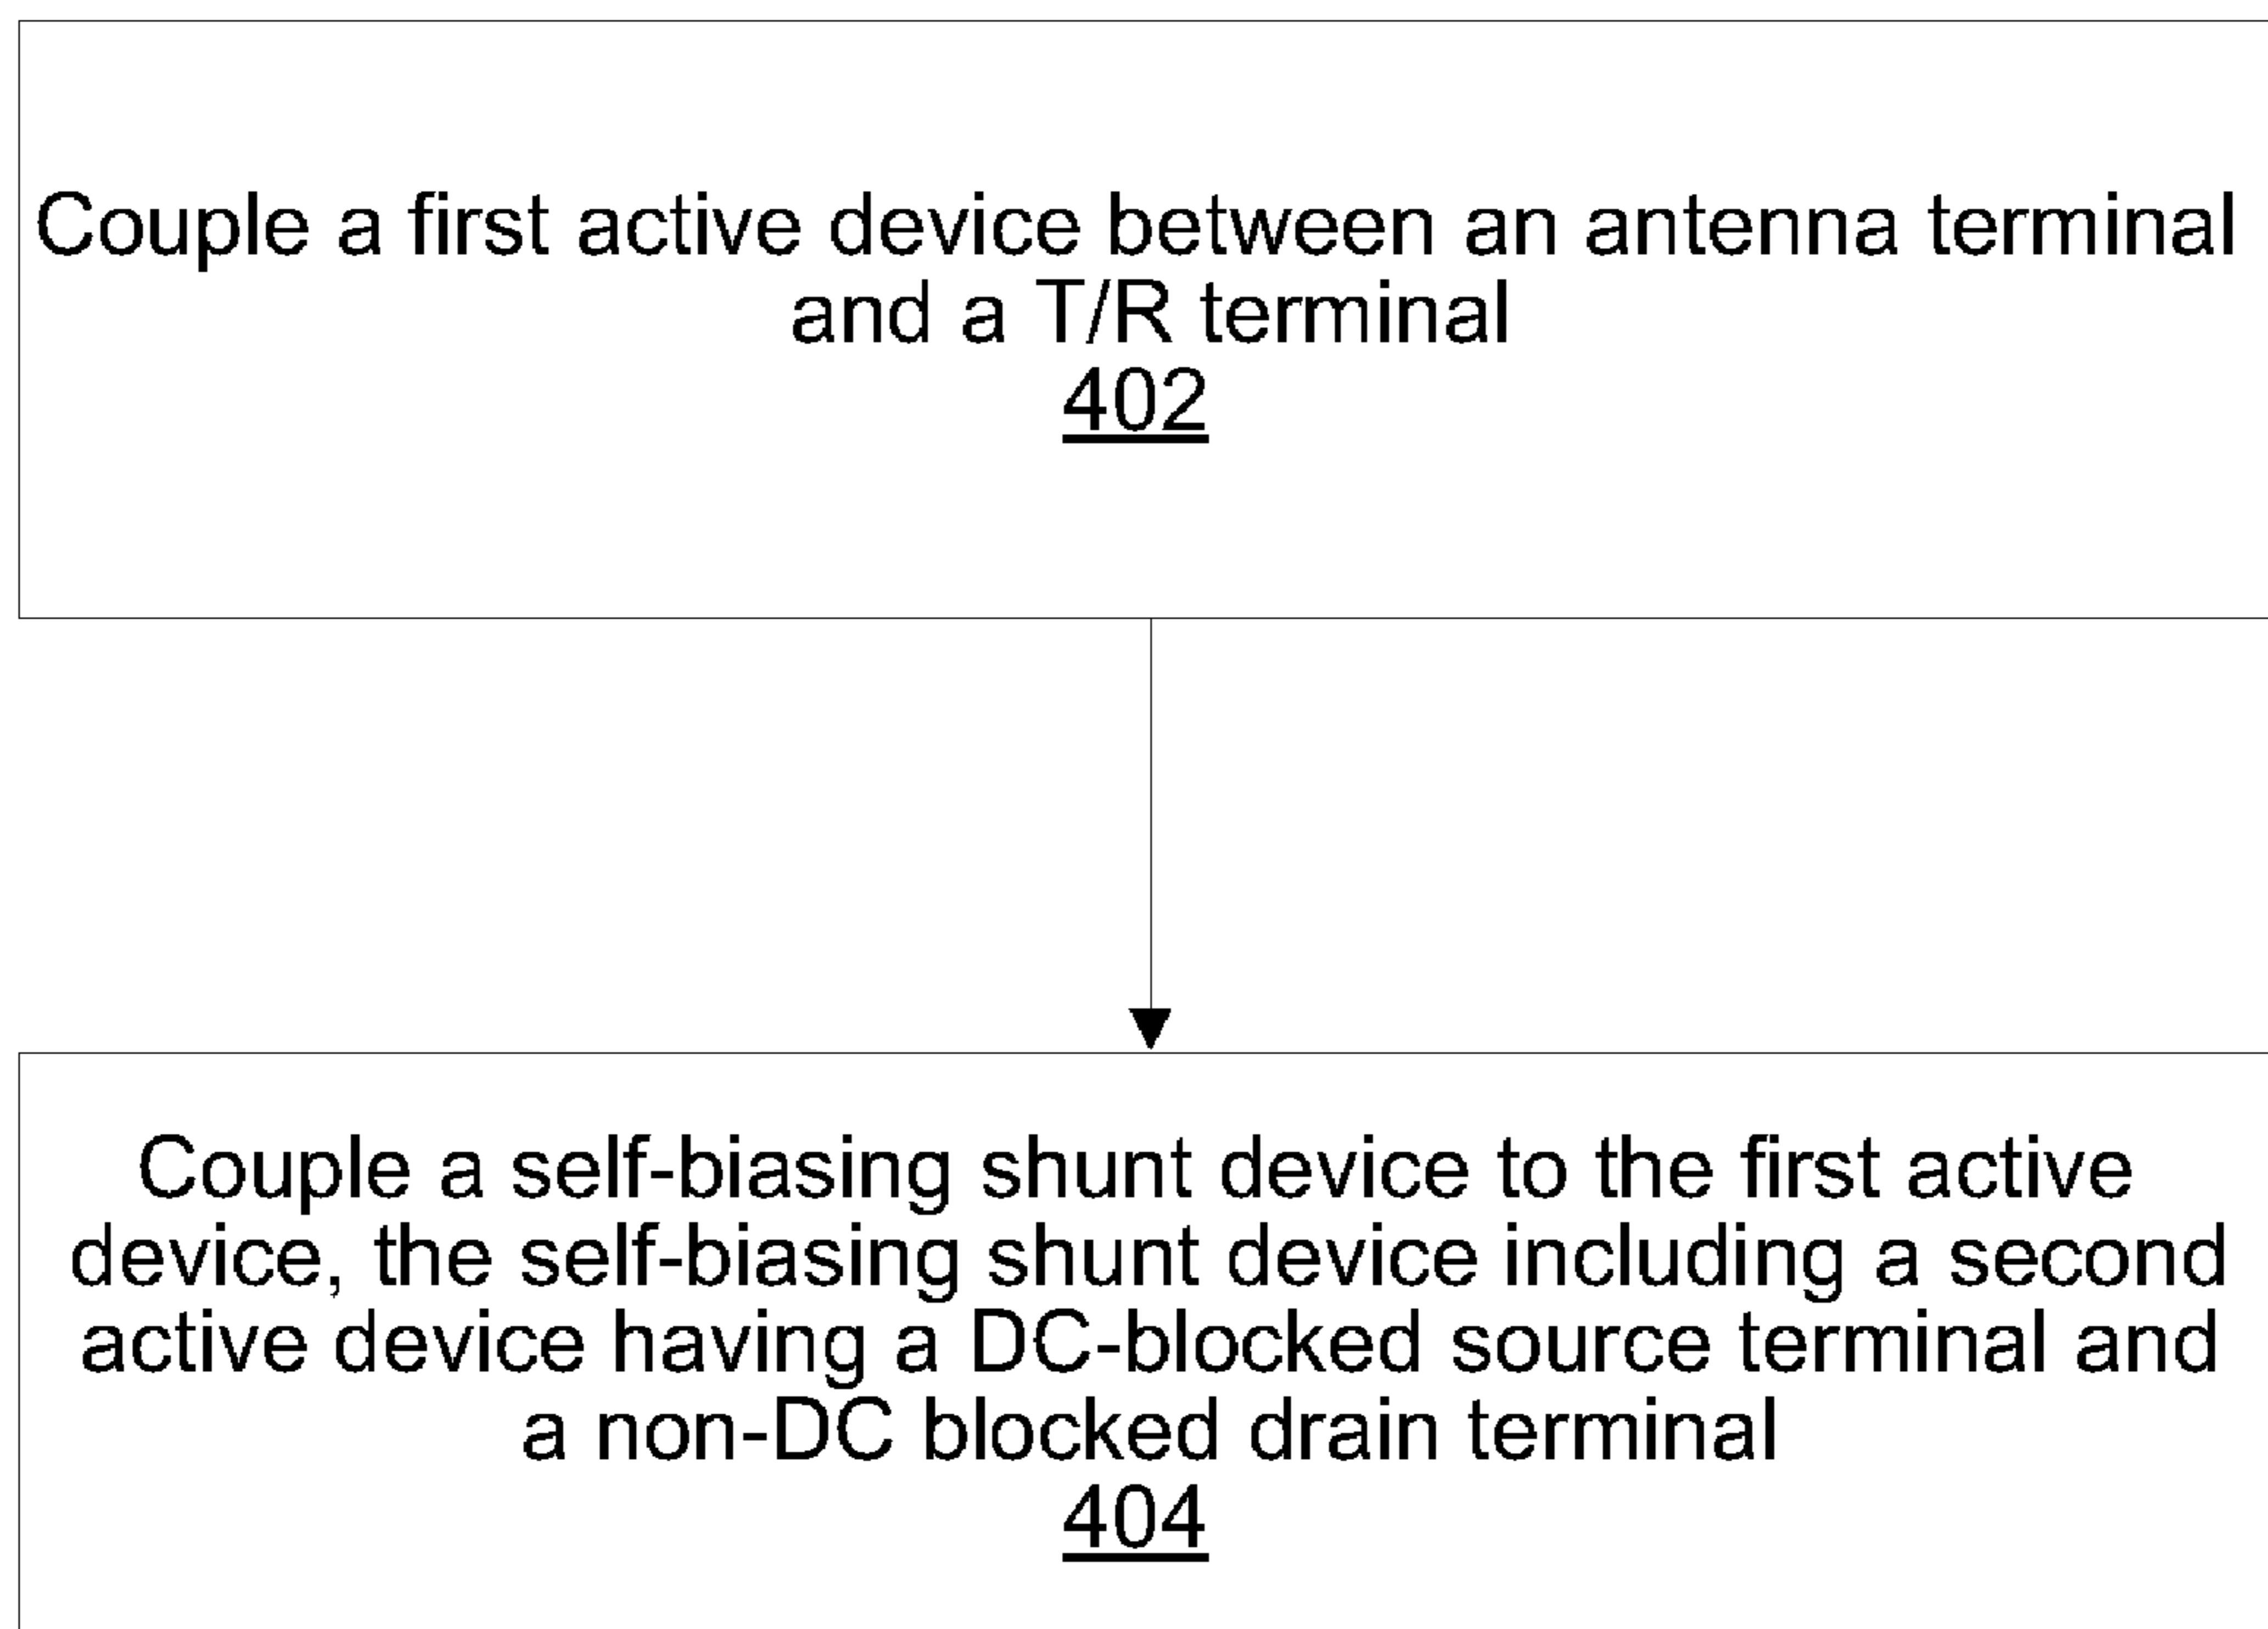 Couple a first active device between an antenna terminal
and a T/R terminal
402
Couple a self-biasing shunt device to the first active
device, the self-biasing shunt device including a second
active device having a DC-blocked source terminal and
a non-DC blocked drain terminal
404